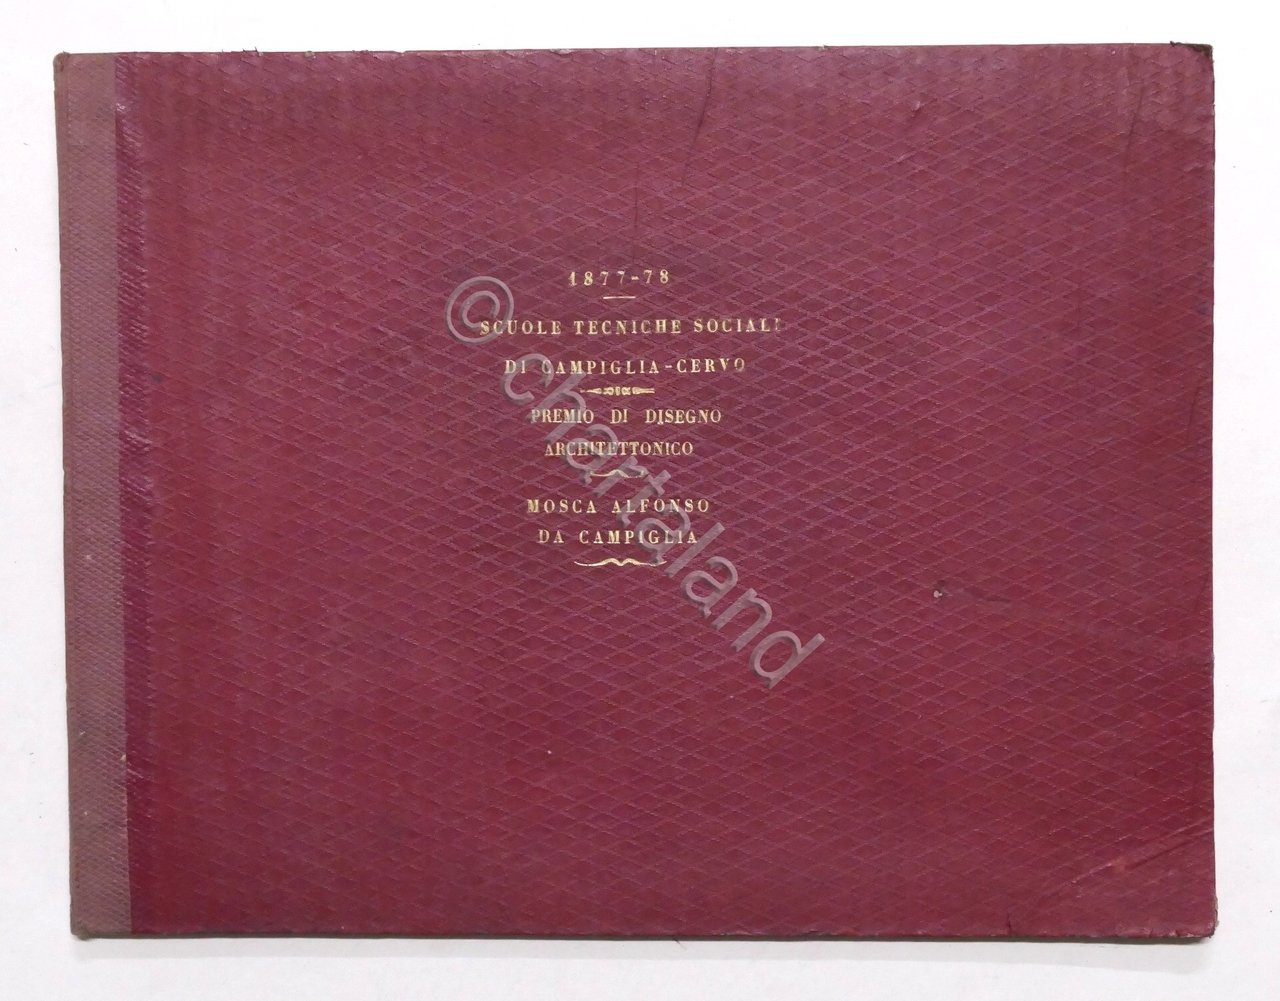 1877-78
SCUOLE TECNICHE SOCIALI
DI CAMPIGLIA-CERVO
PREMIO DI DISEGNO
ARCHITETTONICO
MOSCA ALFONSO
DA CAMPIGLIA
© chartaland